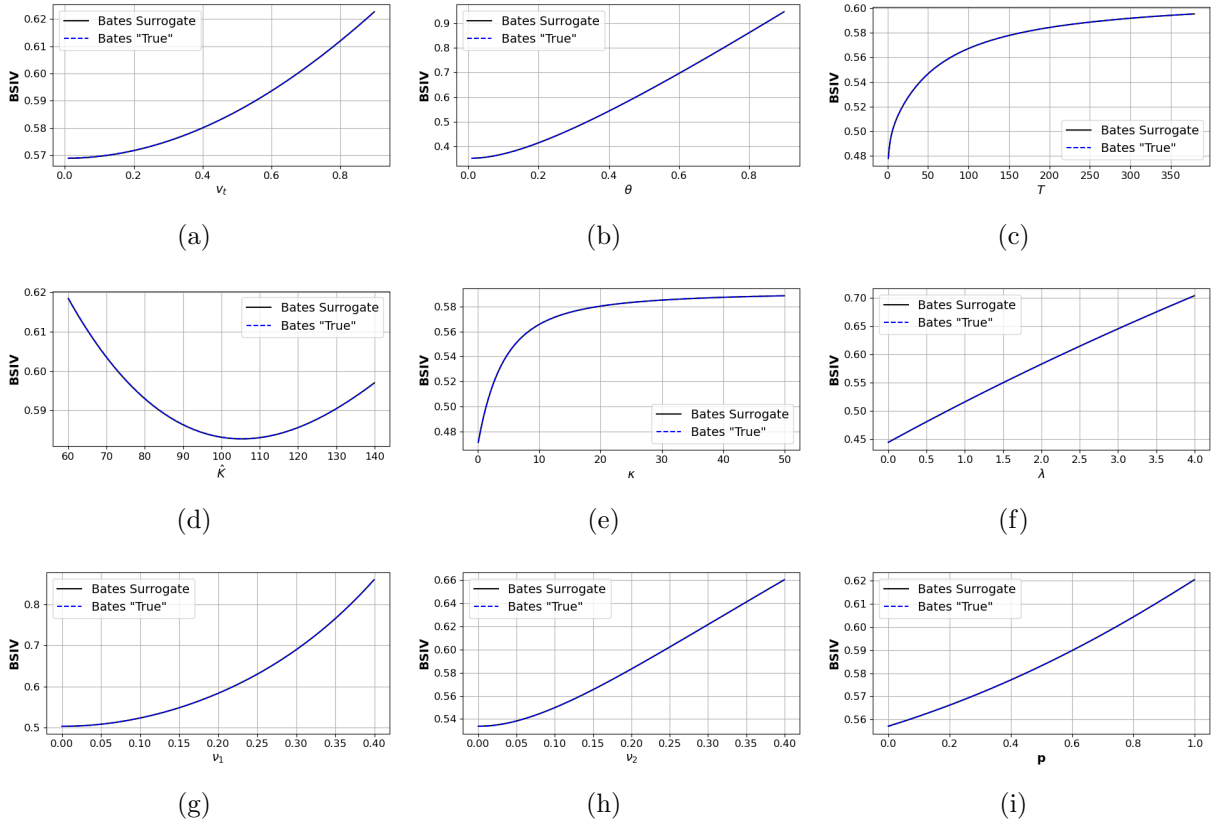 0.62
0.61
0.60
0.59
0.58
0.57
BSIV
Bates Surrogate
Bates "True"
0.0 0.2 0.4 0.6 0.8
v_t
(a)
0.9
0.8
0.7
0.6
0.5
0.4
BSIV
Bates Surrogate
Bates "True"
0.0 0.2 0.4 0.6 0.8
θ
(b)
0.60
0.58
0.56
0.54
0.52
0.50
0.48
BSIV
Bates Surrogate
Bates "True"
0 50 100 150 200 250 300 350
T
(c)
0.62
0.61
0.60
0.59
BSIV
Bates Surrogate
Bates "True"
60 70 80 90 100 110 120 130 140
K̂
(d)
0.58
0.56
0.54
0.52
0.50
0.48
BSIV
Bates Surrogate
Bates "True"
0 10 20 30 40 50
κ
(e)
0.70
0.65
0.60
0.55
0.50
0.45
BSIV
Bates Surrogate
Bates "True"
0.0 0.5 1.0 1.5 2.0 2.5 3.0 3.5 4.0
λ
(f)
0.8
0.7
0.6
0.5
BSIV
Bates Surrogate
Bates "True"
0.00 0.05 0.10 0.15 0.20 0.25 0.30 0.35 0.40
ν₁
(g)
0.66
0.64
0.62
0.60
0.58
0.56
0.54
BSIV
Bates Surrogate
Bates "True"
0.00 0.05 0.10 0.15 0.20 0.25 0.30 0.35 0.40
ν₂
(h)
0.62
0.61
0.60
0.59
0.58
0.57
0.56
BSIV
Bates Surrogate
Bates "True"
0.0 0.2 0.4 0.6 0.8 1.0
p
(i)